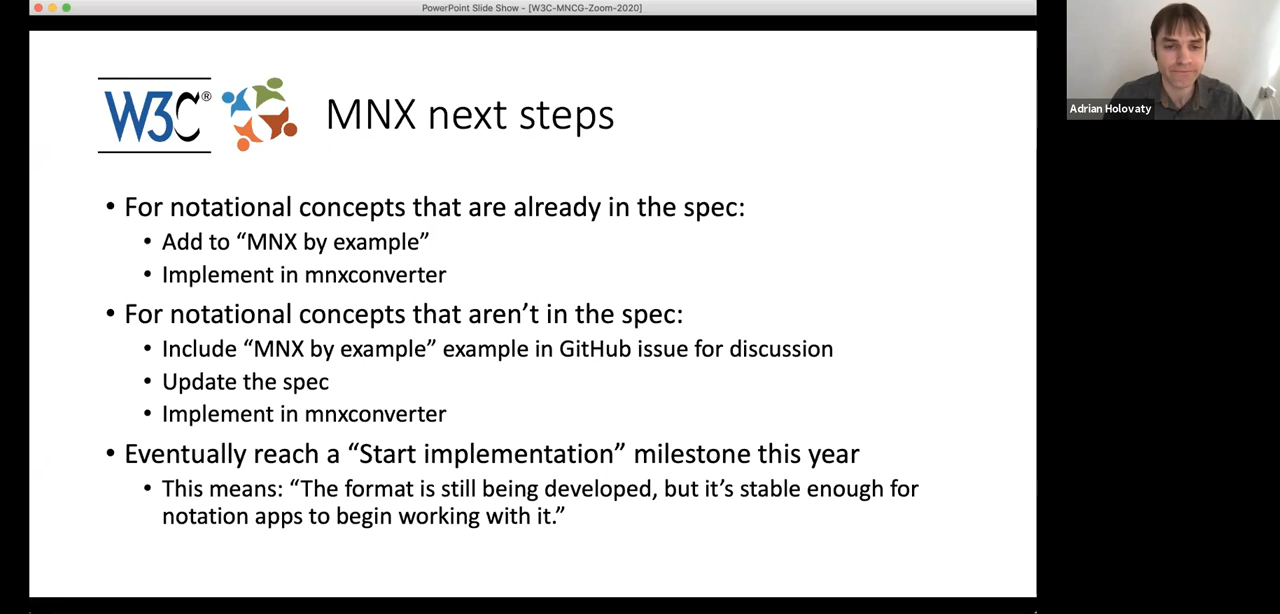 PowerPoint Slide Show - [W3C-MNCG-Zoom-2020]
Adrian Holovaty
W3C®
MNX next steps
• For notational concepts that are already in the spec:
• Add to “MNX by example”
• Implement in mnxconverter
• For notational concepts that aren’t in the spec:
• Include “MNX by example” example in GitHub issue for discussion
• Update the spec
• Implement in mnxconverter
• Eventually reach a “Start implementation” milestone this year
• This means: “The format is still being developed, but it’s stable enough for
notation apps to begin working with it.”